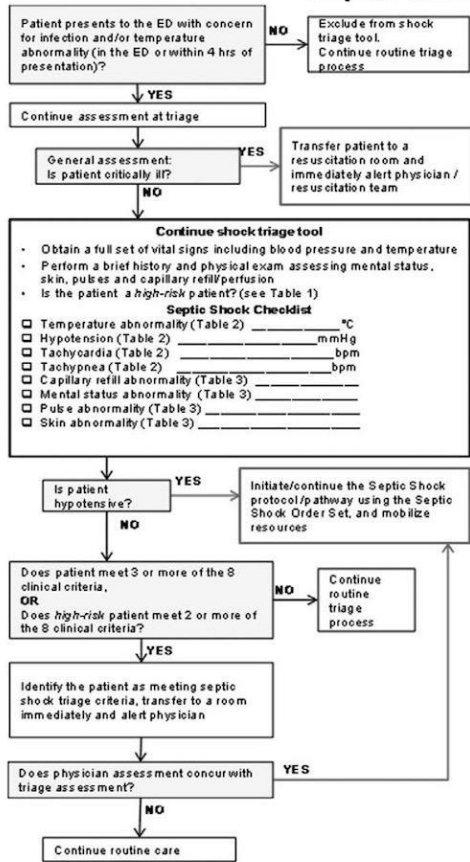 Patient presents to the ED with concern
for infection and/or temperature
abnormality (in the ED or within 4 hrs of
presentation)?
NO
Exclude from shock
triage tool.
Continue routine triage
process
YES
Continue assessment at triage
General assessment:
Is patient critically ill?
YES
Transfer patient to a
resuscitation room and
immediately alert physician /
resuscitation team
NO
Continue shock triage tool
• Obtain a full set of vital signs including blood pressure and temperature
• Perform a brief history and physical exam assessing mental status,
skin, pulses and capillary refill/perfusion
• Is the patient a high-risk patient? (see Table 1)
Septic Shock Checklist
❑ Temperature abnormality (Table 2) ____________ °C
❑ Hypotension (Table 2) ____________________ mmHg
❑ Tachycardia (Table 2) ____________________ bpm
❑ Tachypnea (Table 2) ____________________ bpm
❑ Capillary refill abnormality (Table 3) ______________
❑ Mental status abnormality (Table 3) ______________
❑ Pulse abnormality (Table 3) ____________________
❑ Skin abnormality (Table 3) ____________________
Is patient
hypotensive?
YES
Initiate/continue the Septic Shock
protocol/pathway using the Septic
Shock Order Set, and mobilize
resources
NO
Does patient meet 3 or more of the 8
clinical criteria,
OR
Does high-risk patient meet 2 or more of
the 8 clinical criteria?
NO
Continue
routine
triage
process
YES
Identify the patient as meeting septic
shock triage criteria, transfer to a room
immediately and alert physician
Does physician assessment concur with
triage assessment?
YES
NO
Continue routine care